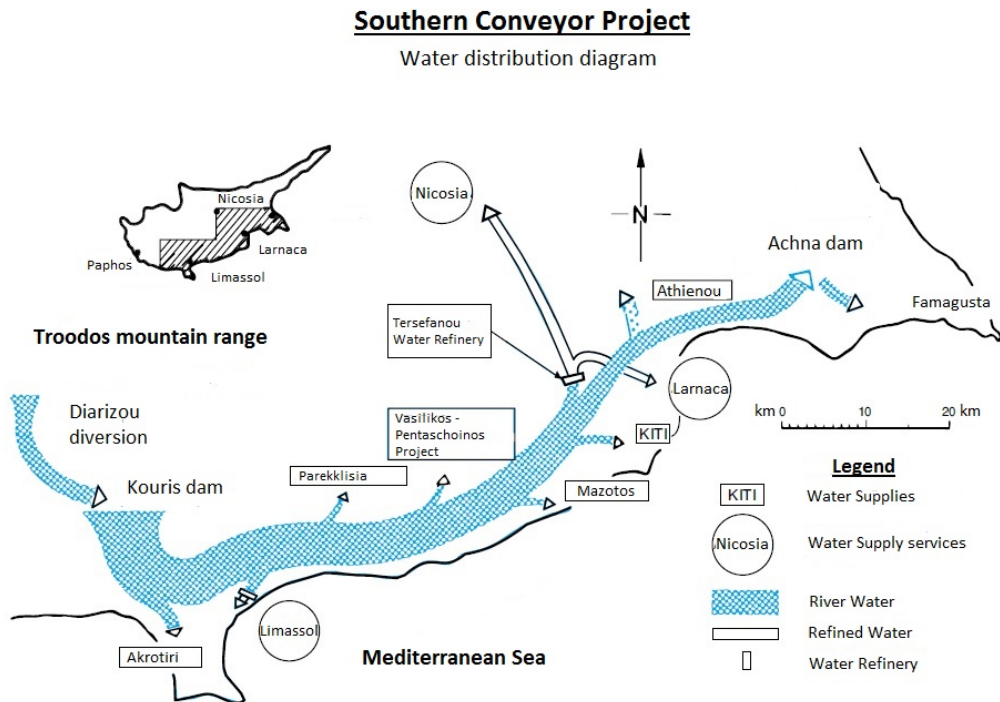 Southern Conveyor Project
Water distribution diagram
Nicosia
Larnaca
Limassol
Paphos
Nicosia
N
Achna dam
Athienou
Famagusta
Tersefanou
Water Refinery
Troodos mountain range
Larnaca
km 0 10 20 km
Diarizou
diversion
Vasilikos -
Pentaschoinos
Project
KITI
Kouris dam
Parekklisia
Mazotos
Legend
KITI Water Supplies
Nicosia Water Supply services
River Water
Refined Water
Water Refinery
Limassol
Akrotiri
Mediterranean Sea